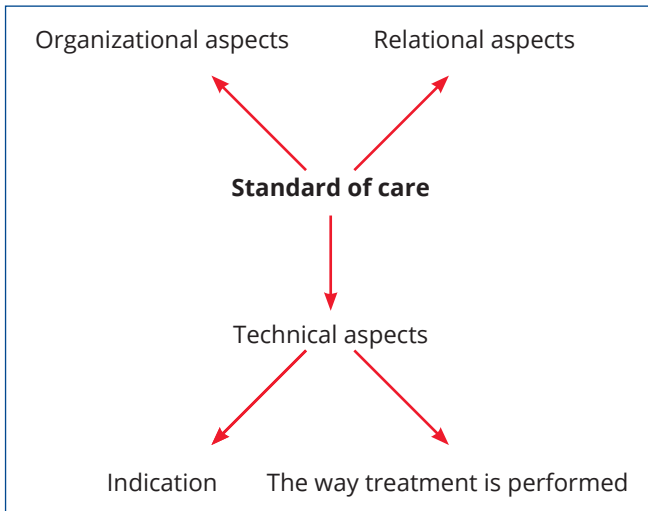 Organizational aspects
Relational aspects
Standard of care
Technical aspects
Indication
The way treatment is performed